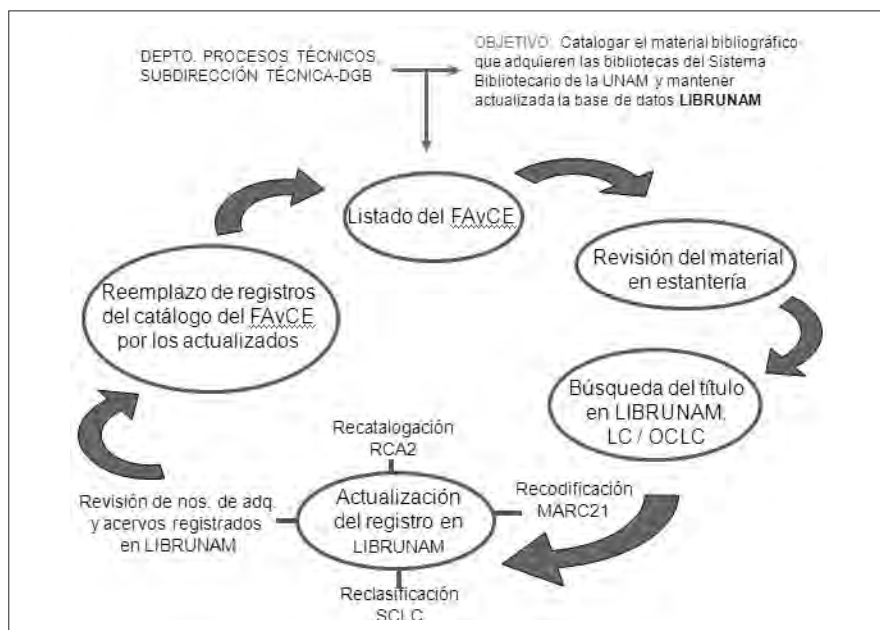 DEPTO. PROCESOS TÉCNICOS,
SUBDIRECCIÓN TÉCNICA-DGB
OBJETIVO: Catalogar el material bibliográfico
que adquieren las bibliotecas del Sistema
Bibliotecario de la UNAM y mantener
actualizada la base de datos LIBRUNAM
Listado del FAyCE
Revisión del material
en estantería
Búsqueda del título
en LIBRUNAM,
LC / OCLC
Recodificación
MARC21
Recatalogación
RCA2
Actualización
del registro en
LIBRUNAM
Reclasificación
SCLC
Revisión de nos. de adq.
y acervos registrados
en LIBRUNAM
Reemplazo de registros
del catálogo del FAyCE
por los actualizados